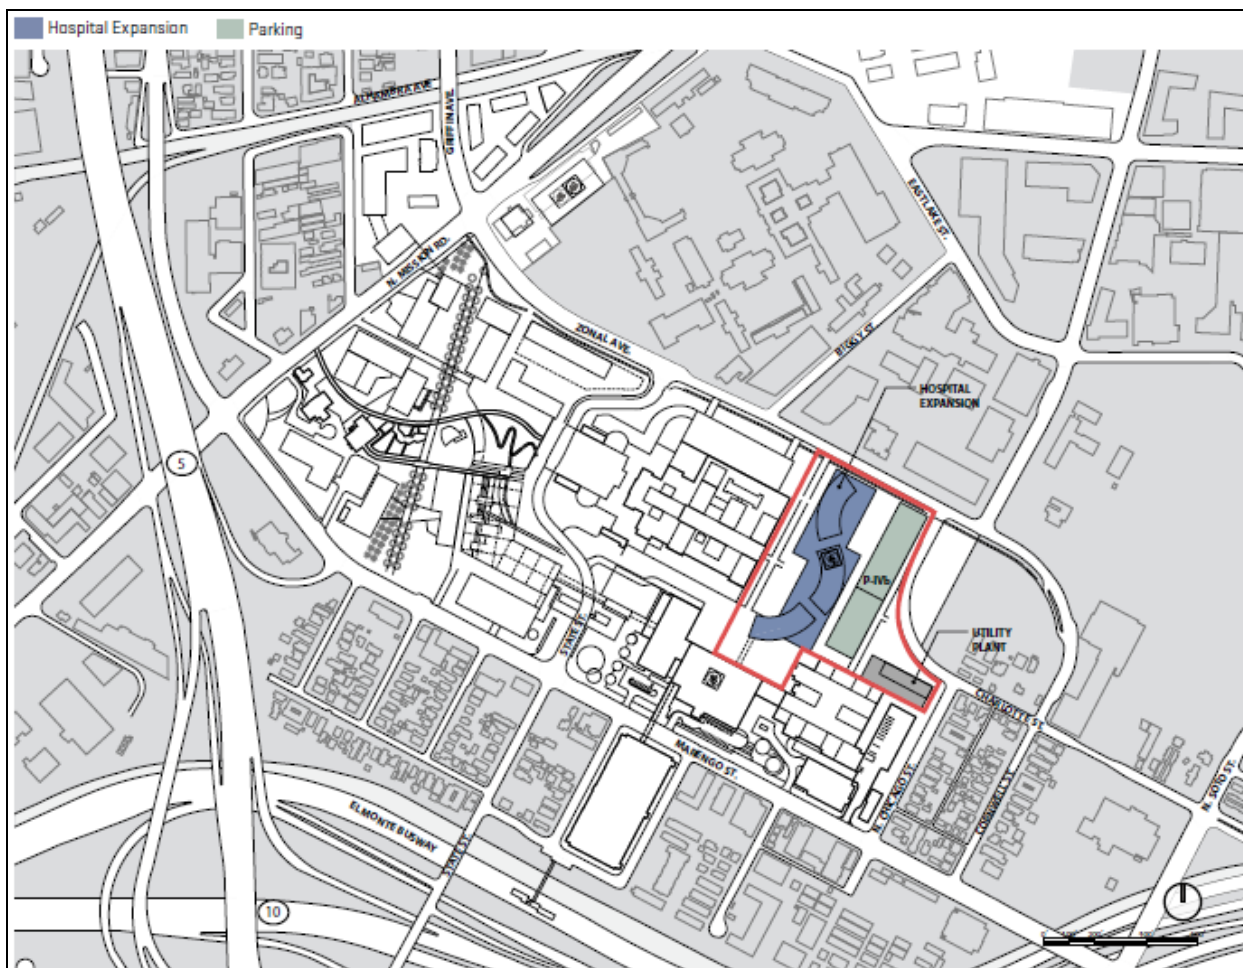 Hospital Expansion
Parking
ALHAMBRA AVE
GRIFFIN AVE.
N. MISSION RD.
EASTLAKE ST.
ZONAL AVE.
BIGGY ST.
HOSPITAL
EXPANSION
5
P-IVb
UTILITY
PLANT
STATE ST.
CHARLOTTE ST.
MARENGO ST.
N. CHICAGO ST.
CORNWELL ST.
N. SOTO ST.
EL MONTE BUSWAY
STATE ST.
10